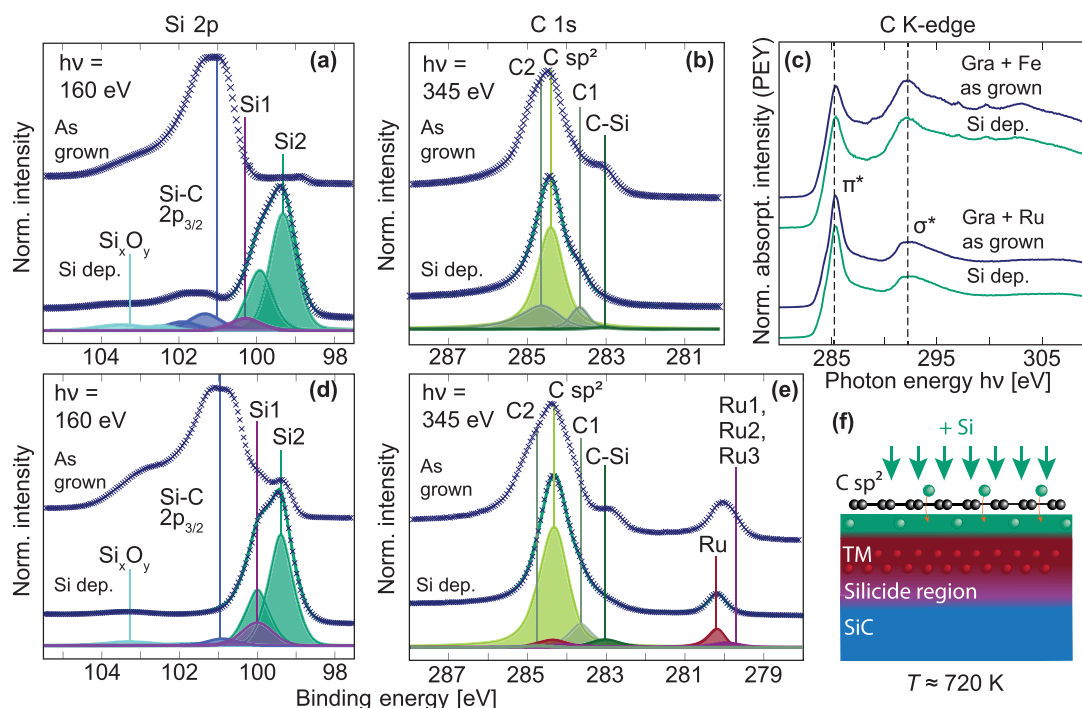 Si 2p
C 1s
C K-edge
Norm. intensity
hν =
160 eV
(a)
As
grown
Si1
Si2
Si-C
2p3/2
SixOy
Si dep.
104
102
100
98
Norm. intensity
hν =
345 eV
(b)
C2
C sp²
C1
C-Si
As
grown
Si dep.
287
285
283
281
Norm. absorpt. intensity (PEY)
(c)
Gra + Fe
as grown
Si dep.
π*
σ*
Gra + Ru
as grown
Si dep.
285
295
305
Photon energy hν [eV]
Norm. intensity
hν =
160 eV
(d)
As
grown
Si1
Si2
Si-C
2p3/2
SixOy
Si dep.
104
102
100
98
Norm. intensity
hν =
345 eV
(e)
C2
C sp²
C1
C-Si
Ru1,
Ru2,
Ru3
As
grown
Ru
Si dep.
287
285
283
281
279
Binding energy [eV]
(f)
+ Si
C sp²
TM
Silicide region
SiC
T ≈ 720 K